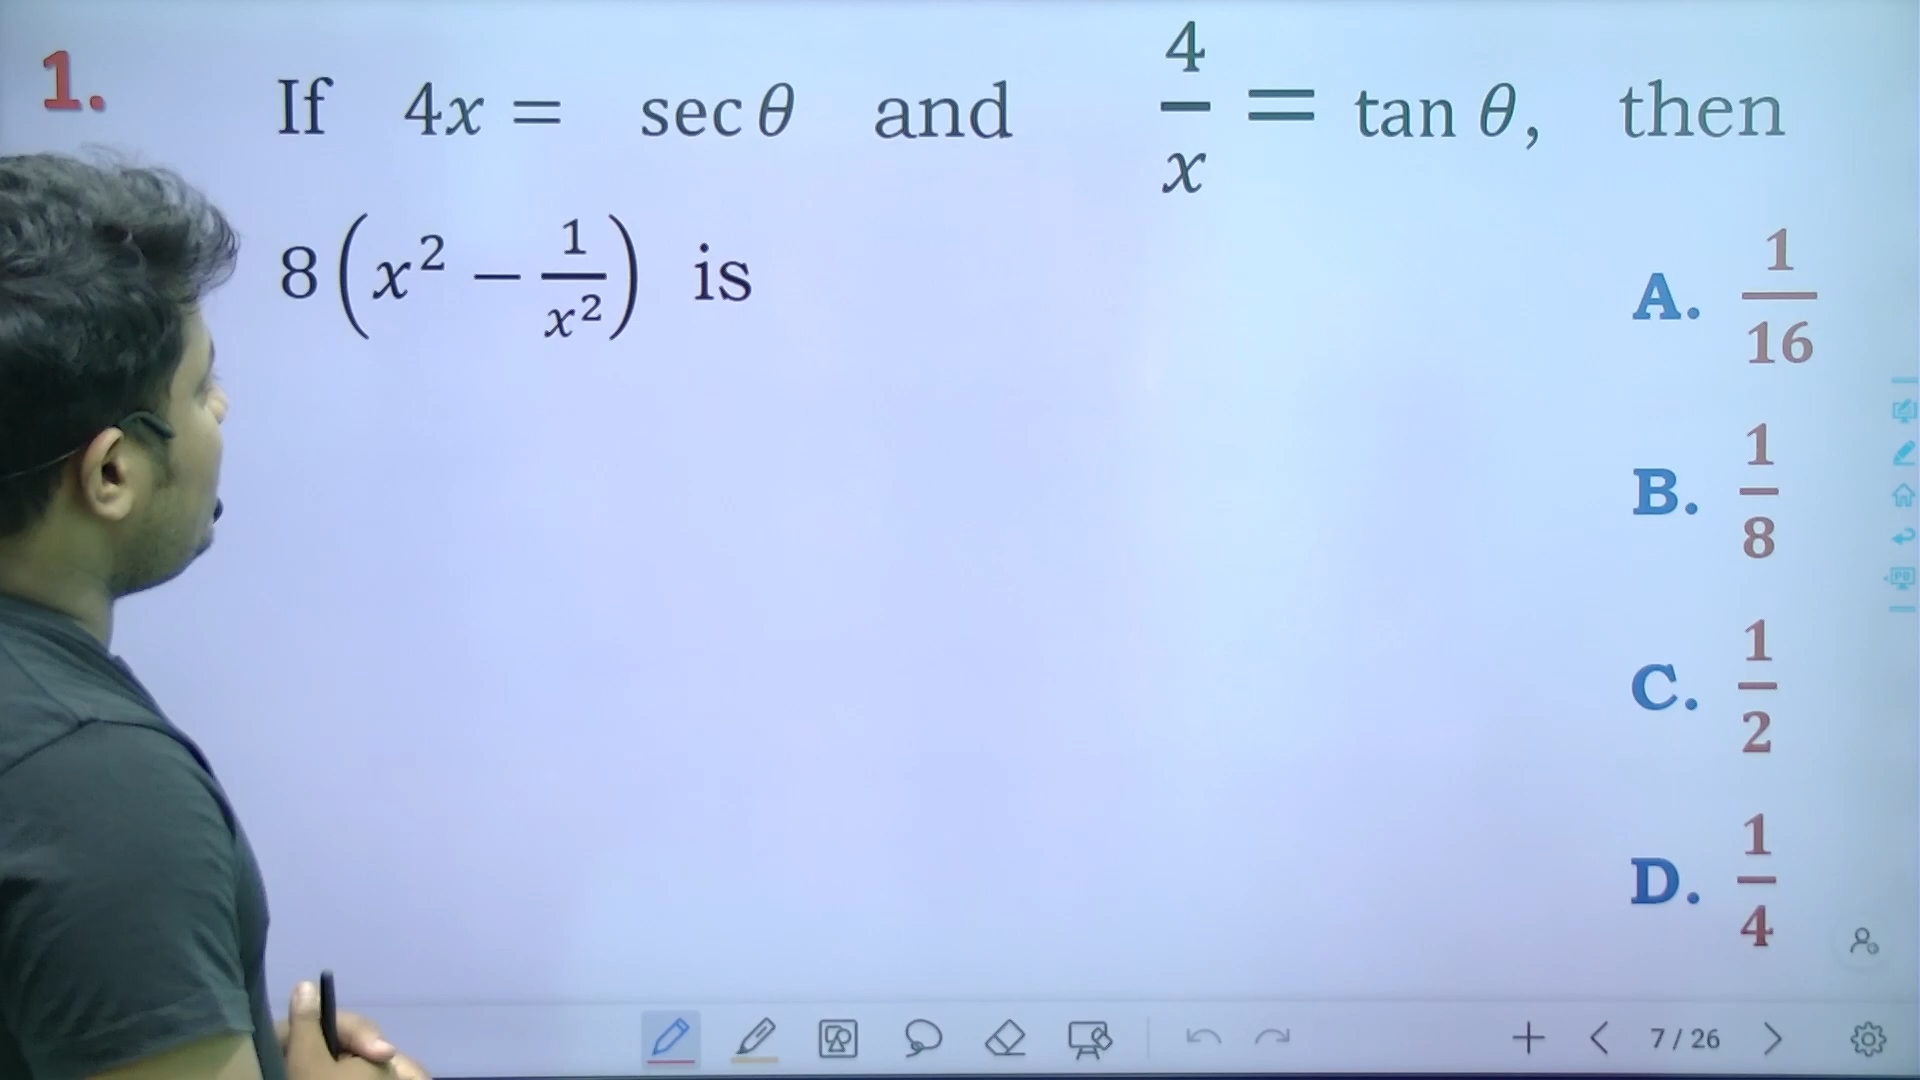 1. If 4x = sec θ and 4/x = tan θ, then
8(x² − 1/x²) is
A. 1/16
B. 1/8
C. 1/2
D. 1/4
7 / 26